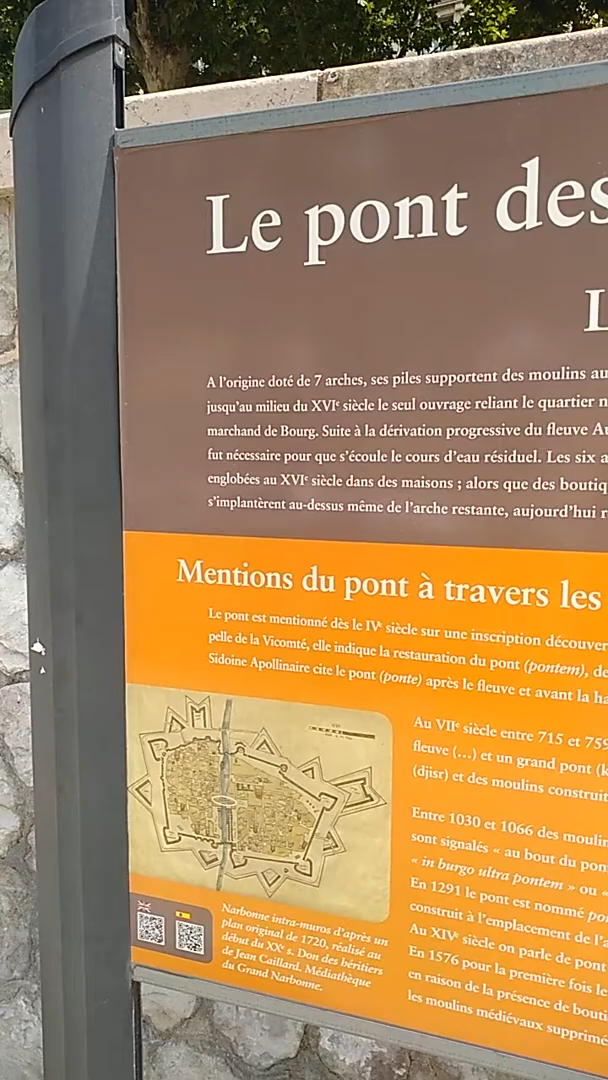 Le pont des
L
A l'origine doté de 7 arches, ses piles supportent des moulins au
jusqu'au milieu du XVIe siècle le seul ouvrage reliant le quartier n
marchand de Bourg. Suite à la dérivation progressive du fleuve Au
fut nécessaire pour que s'écoule le cours d'eau résiduel. Les six a
englobées au XVIe siècle dans des maisons ; alors que des boutiq
s'implantèrent au-dessus même de l'arche restante, aujourd'hui r
Mentions du pont à travers les
Le pont est mentionné dès le IVe siècle sur une inscription découver
pelle de la Vicomté, elle indique la restauration du pont (pontem), de
Sidoine Apollinaire cite le pont (ponte) après le fleuve et avant la ha
Au VIIe siècle entre 715 et 759
fleuve (…) et un grand pont (k
(djisr) et des moulins construit
Entre 1030 et 1066 des moulin
sont signalés « au bout du pon
« in burgo ultra pontem » ou «
En 1291 le pont est nommé pon
construit à l'emplacement de l'a
Au XIVe siècle on parle de pont
En 1576 pour la première fois le
en raison de la présence de bouti
les moulins médiévaux supprimé
Narbonne intra-muros d'après un
plan original de 1720, réalisé au
début du XXe s. Don des héritiers
de Jean Caillard. Médiathèque
du Grand Narbonne.